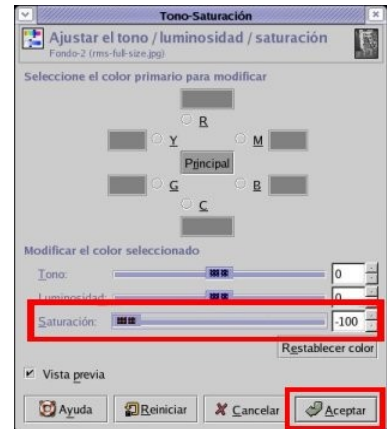 Tono-Saturación
Ajustar el tono / luminosidad / saturación
Fondo-2 (rms-full-size.jpg)
Seleccione el color primario para modificar
R
Y M
Principal
G B
C
Modificar el color seleccionado
Tono: 0
Luminosidad: 0
Saturación: -100
Restablecer color
Vista previa
Ayuda Reiniciar Cancelar Aceptar